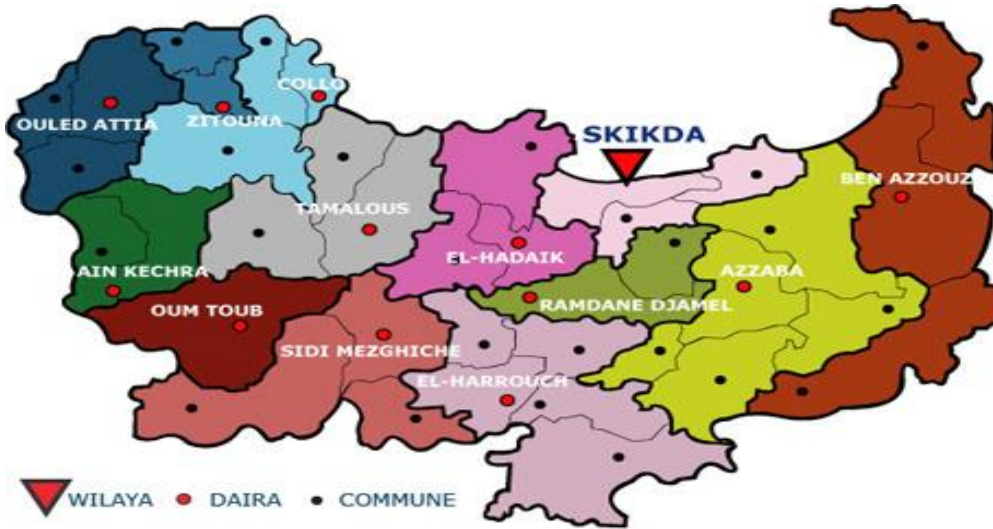 COLLO
OULED ATTIA
ZITOUNA
SKIKDA
BEN AZZOUZ
TAMALOUS
EL-HADAIK
AIN KECHRA
AZZABA
RAMDANE DJAMEL
OUM TOUB
SIDI MEZGHICHE
EL-HARROUCH
WILAYA DAIRA COMMUNE